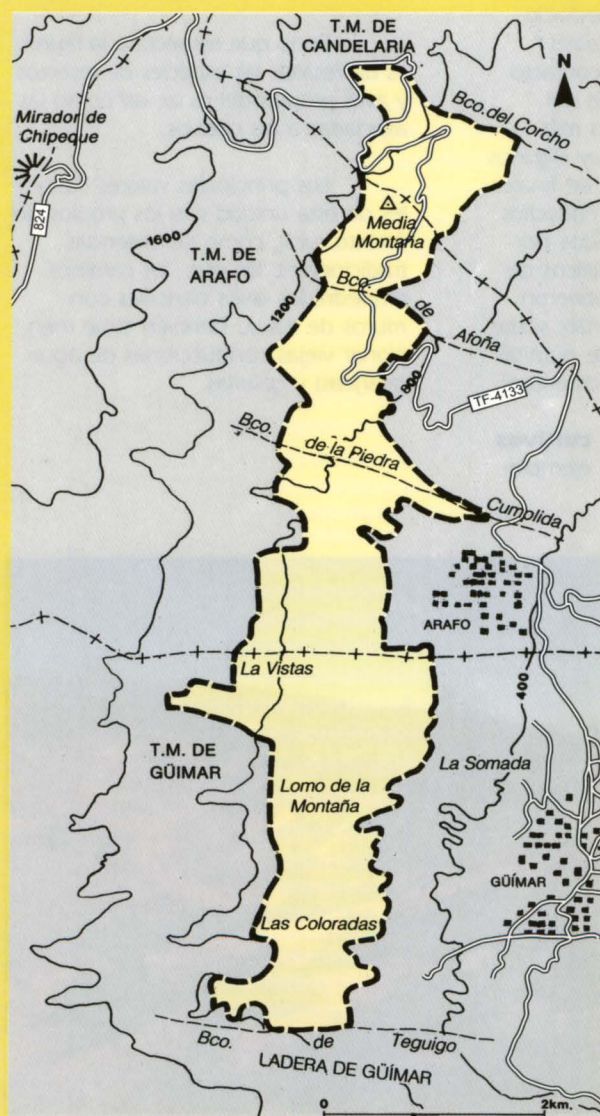 T.M. DE
CANDELARIA
N
Bco. del Corcho
Mirador de
Chipeque
824
1600
T.M. DE
ARAFO
Media
Montaña
1200
Bco. de Afoña
800
TF-4133
Bco. de la Piedra Cumplida
ARAFO
La Vistas
400
T.M. DE
GÜIMAR
La Somada
Lomo de la
Montaña
GÜÍMAR
Las Coloradas
Bco. de Teguigo
LADERA DE GÜÍMAR
0 2km.